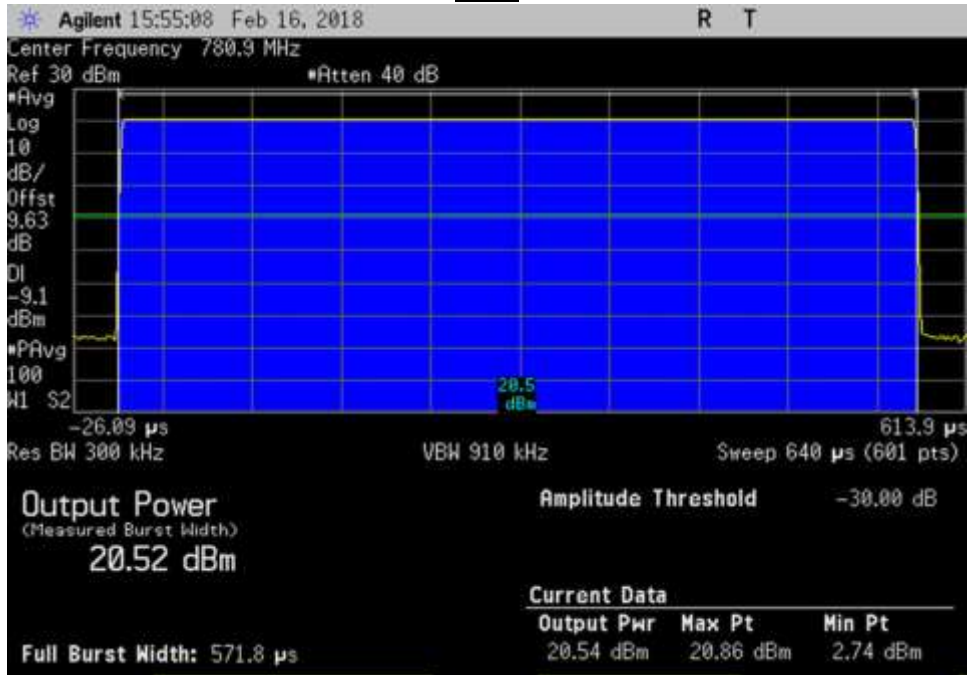 Agilent 15:55:08 Feb 16, 2018 R T
Center Frequency 780.9 MHz
Ref 30 dBm #Atten 40 dB
#Avg
Log
10
dB/
Offst
9.63
dB
DI
-9.1
dBm
#PAvg
100
W1 S2
20.5
dBm
-26.09 µs 613.9 µs
Res BW 300 kHz VBW 910 kHz Sweep 640 µs (601 pts)
Output Power
(Measured Burst Width)
20.52 dBm
Amplitude Threshold -30.00 dB
Current Data
Output Pwr Max Pt Min Pt
20.54 dBm 20.86 dBm 2.74 dBm
Full Burst Width: 571.8 µs